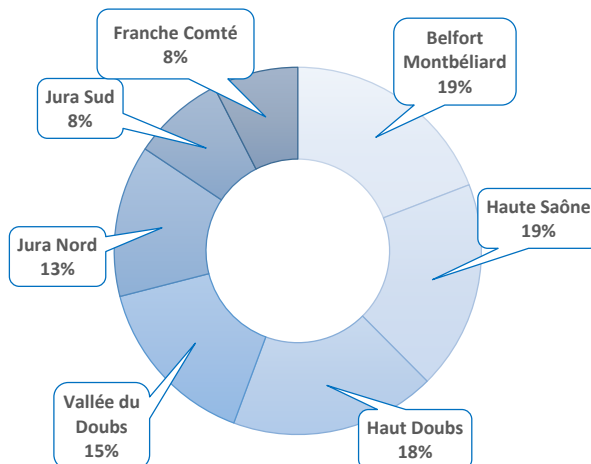 Franche Comté
8%
Belfort
Montbéliard
19%
Jura Sud
8%
Haute Saône
19%
Jura Nord
13%
Vallée du
Doubs
15%
Haut Doubs
18%